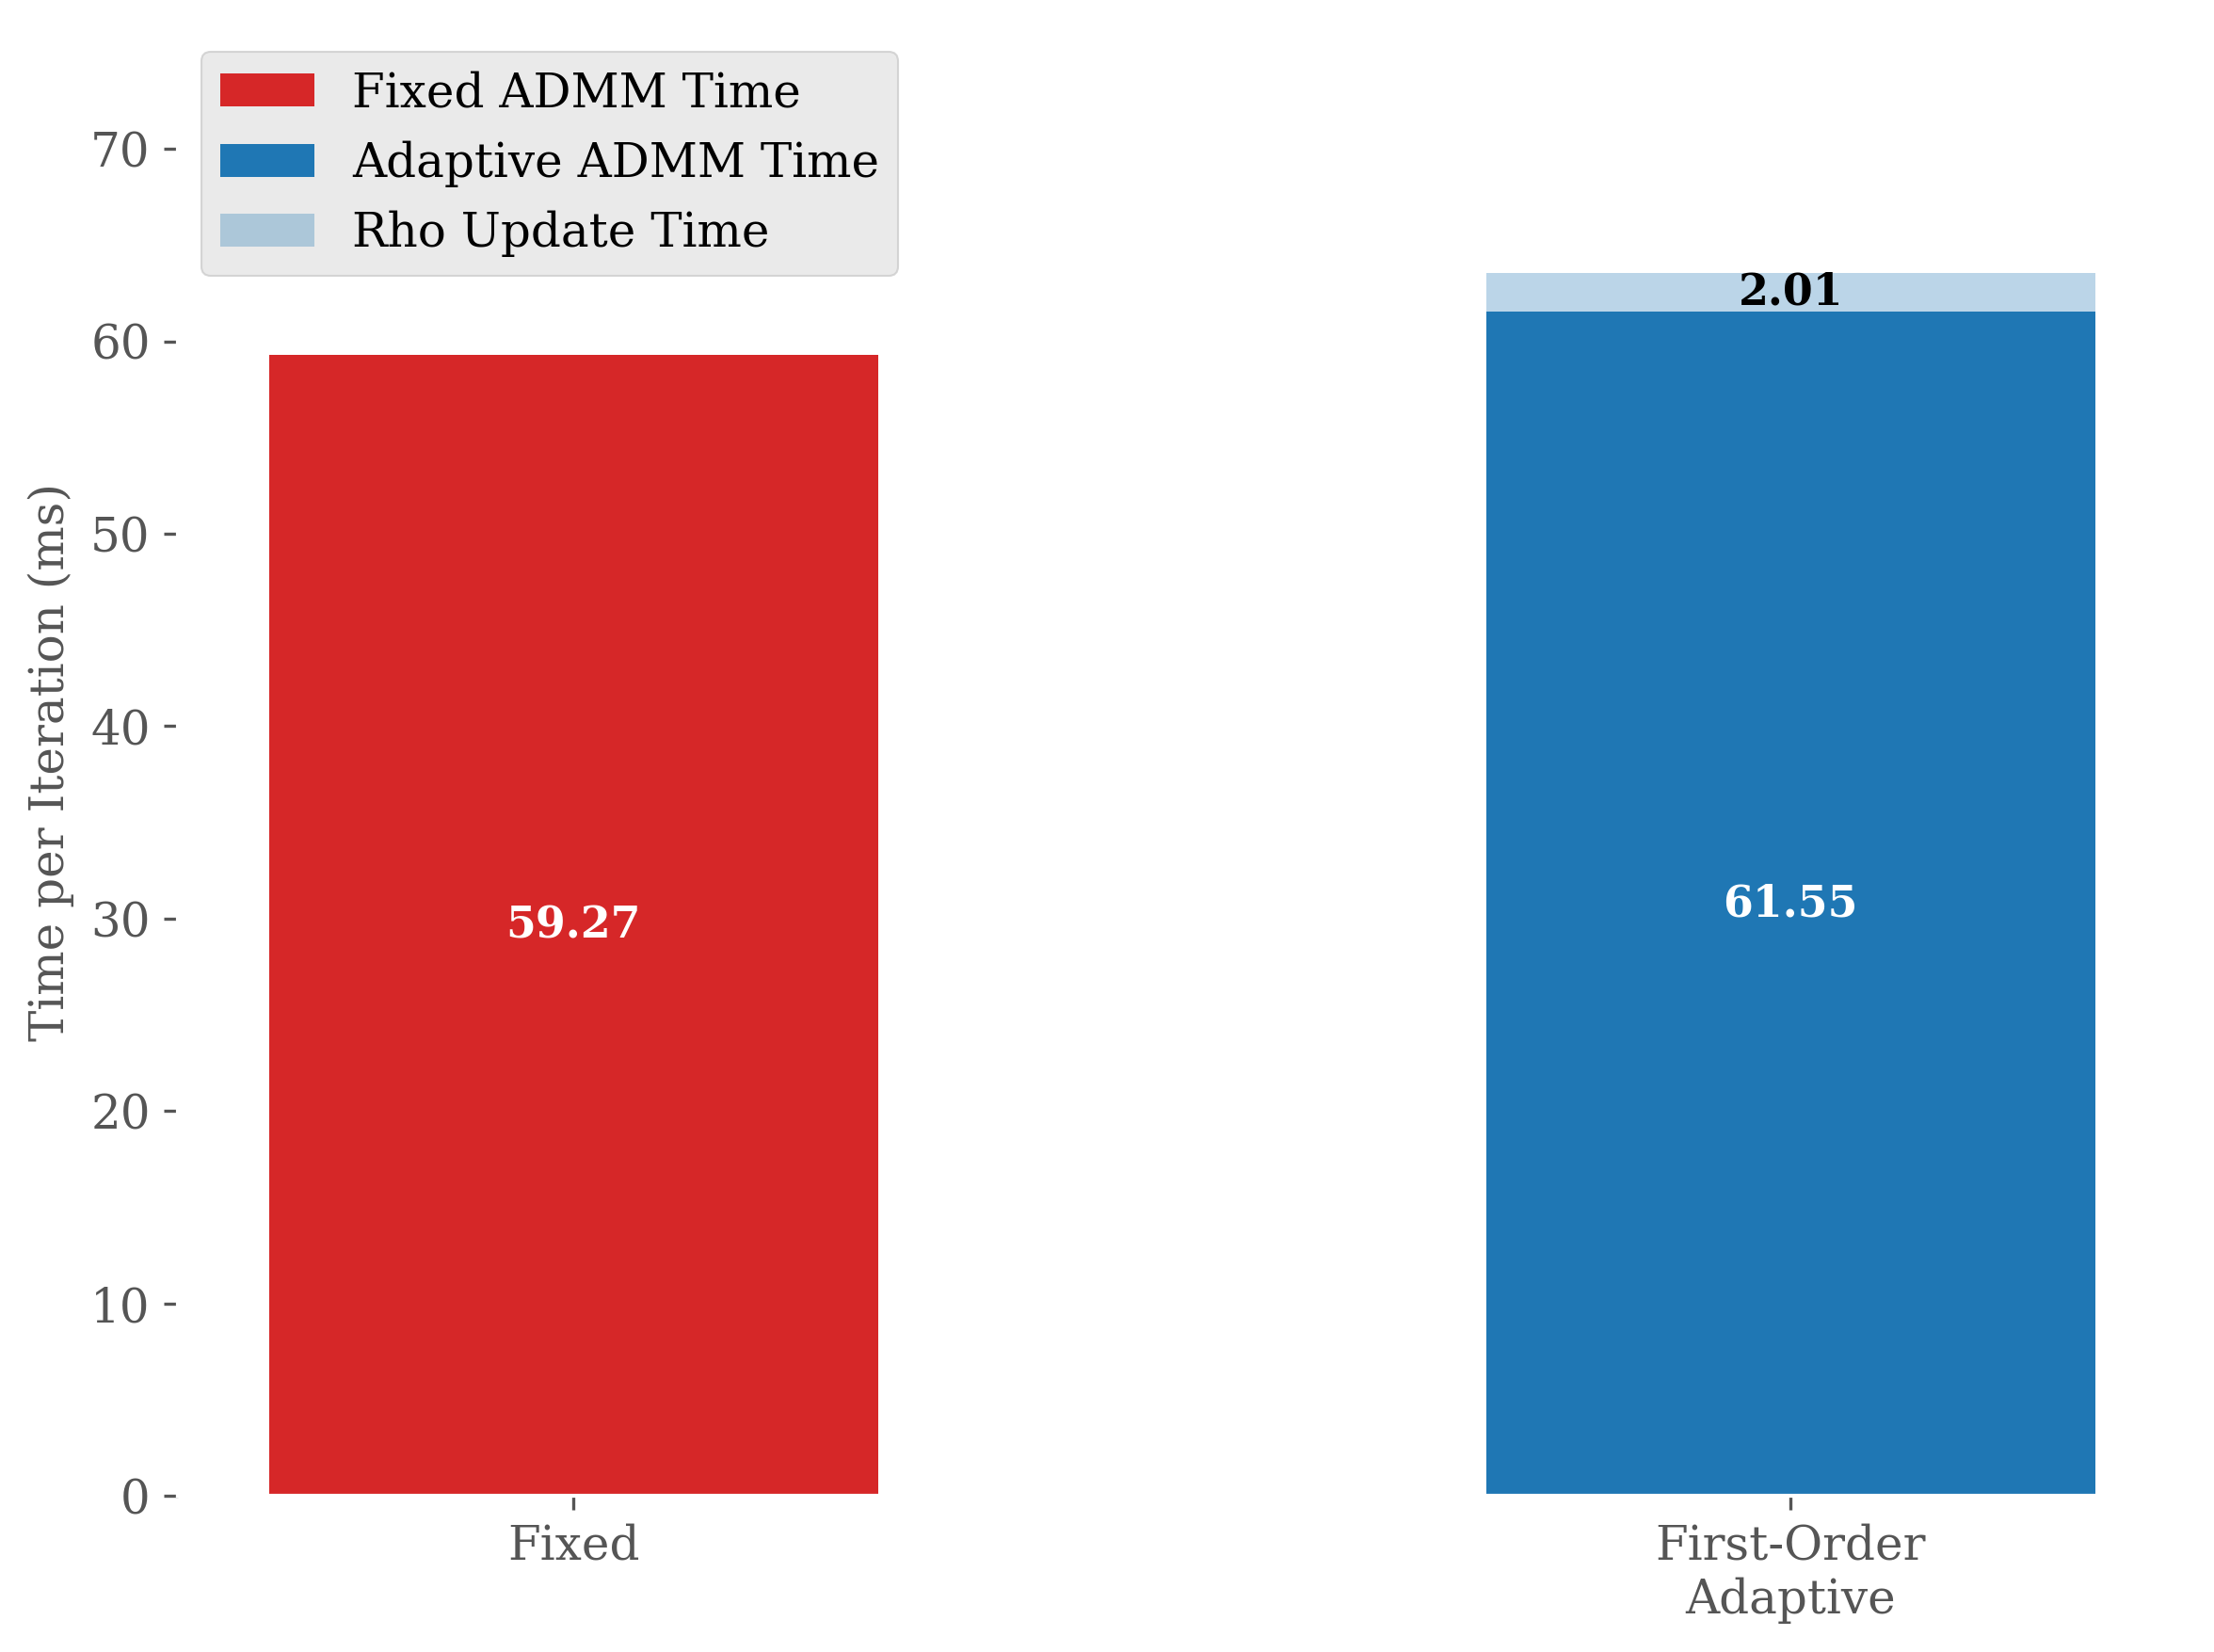 Fixed ADMM Time
Adaptive ADMM Time
Rho Update Time
Time per Iteration (ms)
70
60
50
40
30
20
10
0
2.01
59.27
61.55
Fixed
First-Order
Adaptive